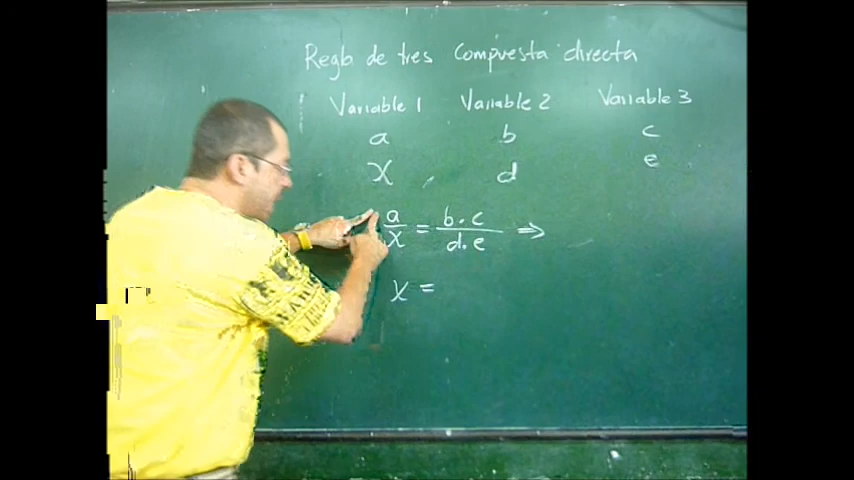 Regla de tres compuesta directa
Variable 1 Variable 2 Variable 3
a b c
x d e
a/x = b.c/d.e ⇒
x =